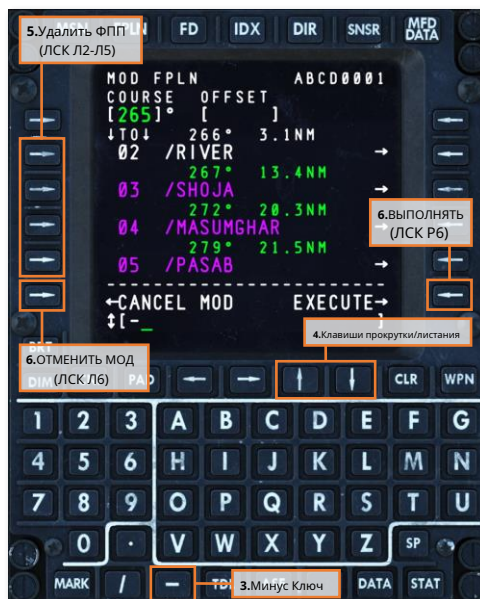 5.Удалить ФПП
(ЛСК Л2-Л5)
FD IDX DIR SNSR MFD
DATA
MOD FPLN ABCD0001
COURSE OFFSET
[265]° [ ]
↓TO↓ 266° 3.1NM
02 /RIVER →
267° 13.4NM
03 /SHOJA →
272° 20.3NM
04 /MASUMGHAR →
279° 21.5NM
05 /PASAB →
←CANCEL MOD EXECUTE→
↕[-_ ]
6.ВЫПОЛНЯТЬ
(ЛСК Р6)
4.Клавиши прокрутки/листания
6.ОТМЕНИТЬ МОД
(ЛСК Л6)
← → ↑ ↓ CLR WPN
1 2 3 A B C D E F G
4 5 6 H I J K L M N
7 8 9 O P Q R S T U
0 . V W X Y Z SP
MARK / – DATA STAT
3.Минус Ключ